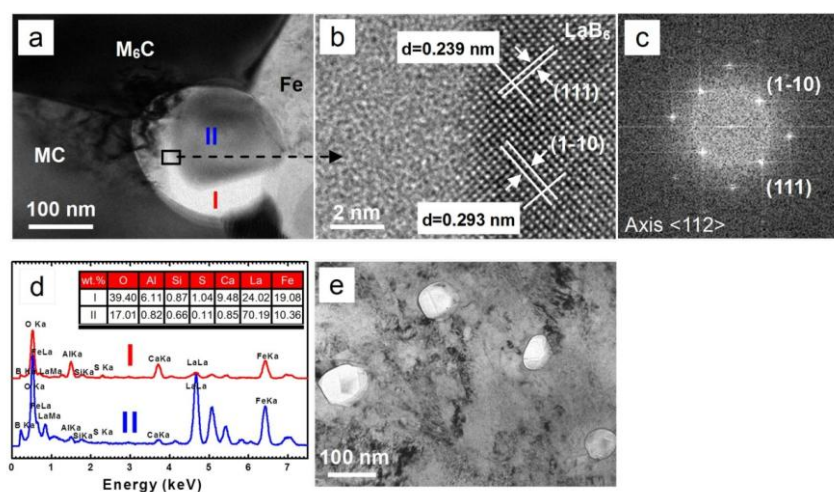 a
M₆C
Fe
MC
II
I
100 nm
b
LaB₆
d=0.239 nm
(111)
(1-10)
2 nm
d=0.293 nm
c
(1-10)
(111)
Axis <112>
d
wt.% O Al Si S Ca La Fe
I 39.40 6.11 0.87 1.04 9.48 24.02 19.08
II 17.01 0.82 0.66 0.11 0.85 70.19 10.36
O Ka
FeLa
AlKa
S Ka
I
CaKa
LaLa
FeKa
B Ka
LaMa
SiKa
O Ka
LaLa
FeLa
LaMa
II
FeKa
B Ka
AlKa
SiKa
S Ka
CaKa
0 1 2 3 4 5 6 7
Energy (keV)
e
100 nm